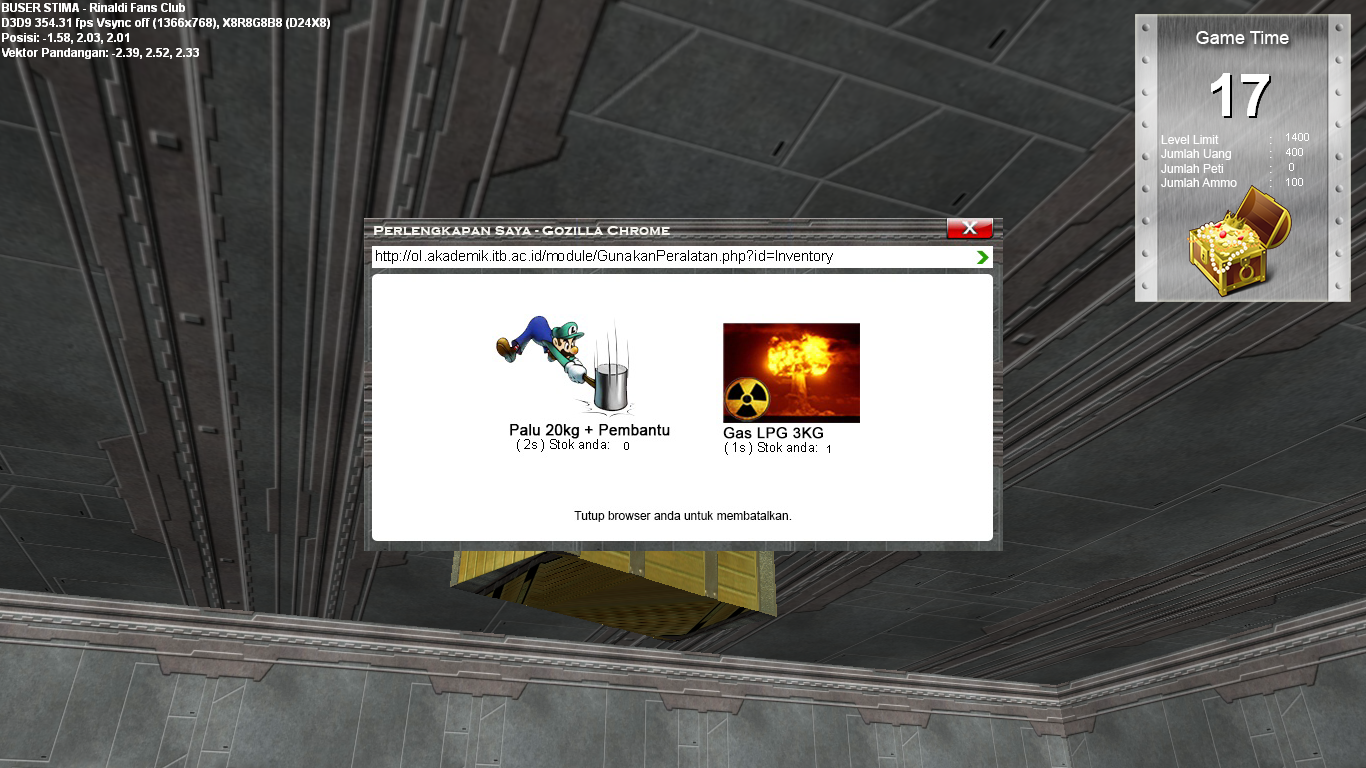 BUSER STIMA - Rinaldi Fans Club
D3D9 354.31 fps Vsync off (1366x768), X8R8G8B8 (D24X8)
Posisi: -1.58, 2.03, 2.01
Vektor Pandangan: -2.39, 2.52, 2.33
Game Time
17
Level Limit : 1400
Jumlah Uang : 400
Jumlah Peti : 0
Jumlah Ammo : 100
Perlengkapan Saya - Gozilla Chrome
X
http://ol.akademik.itb.ac.id/module/GunakanPeralatan.php?id=Inventory
Palu 20kg + Pembantu
( 2s ) Stok anda: 0
Gas LPG 3KG
( 1s ) Stok anda: 1
Tutup browser anda untuk membatalkan.